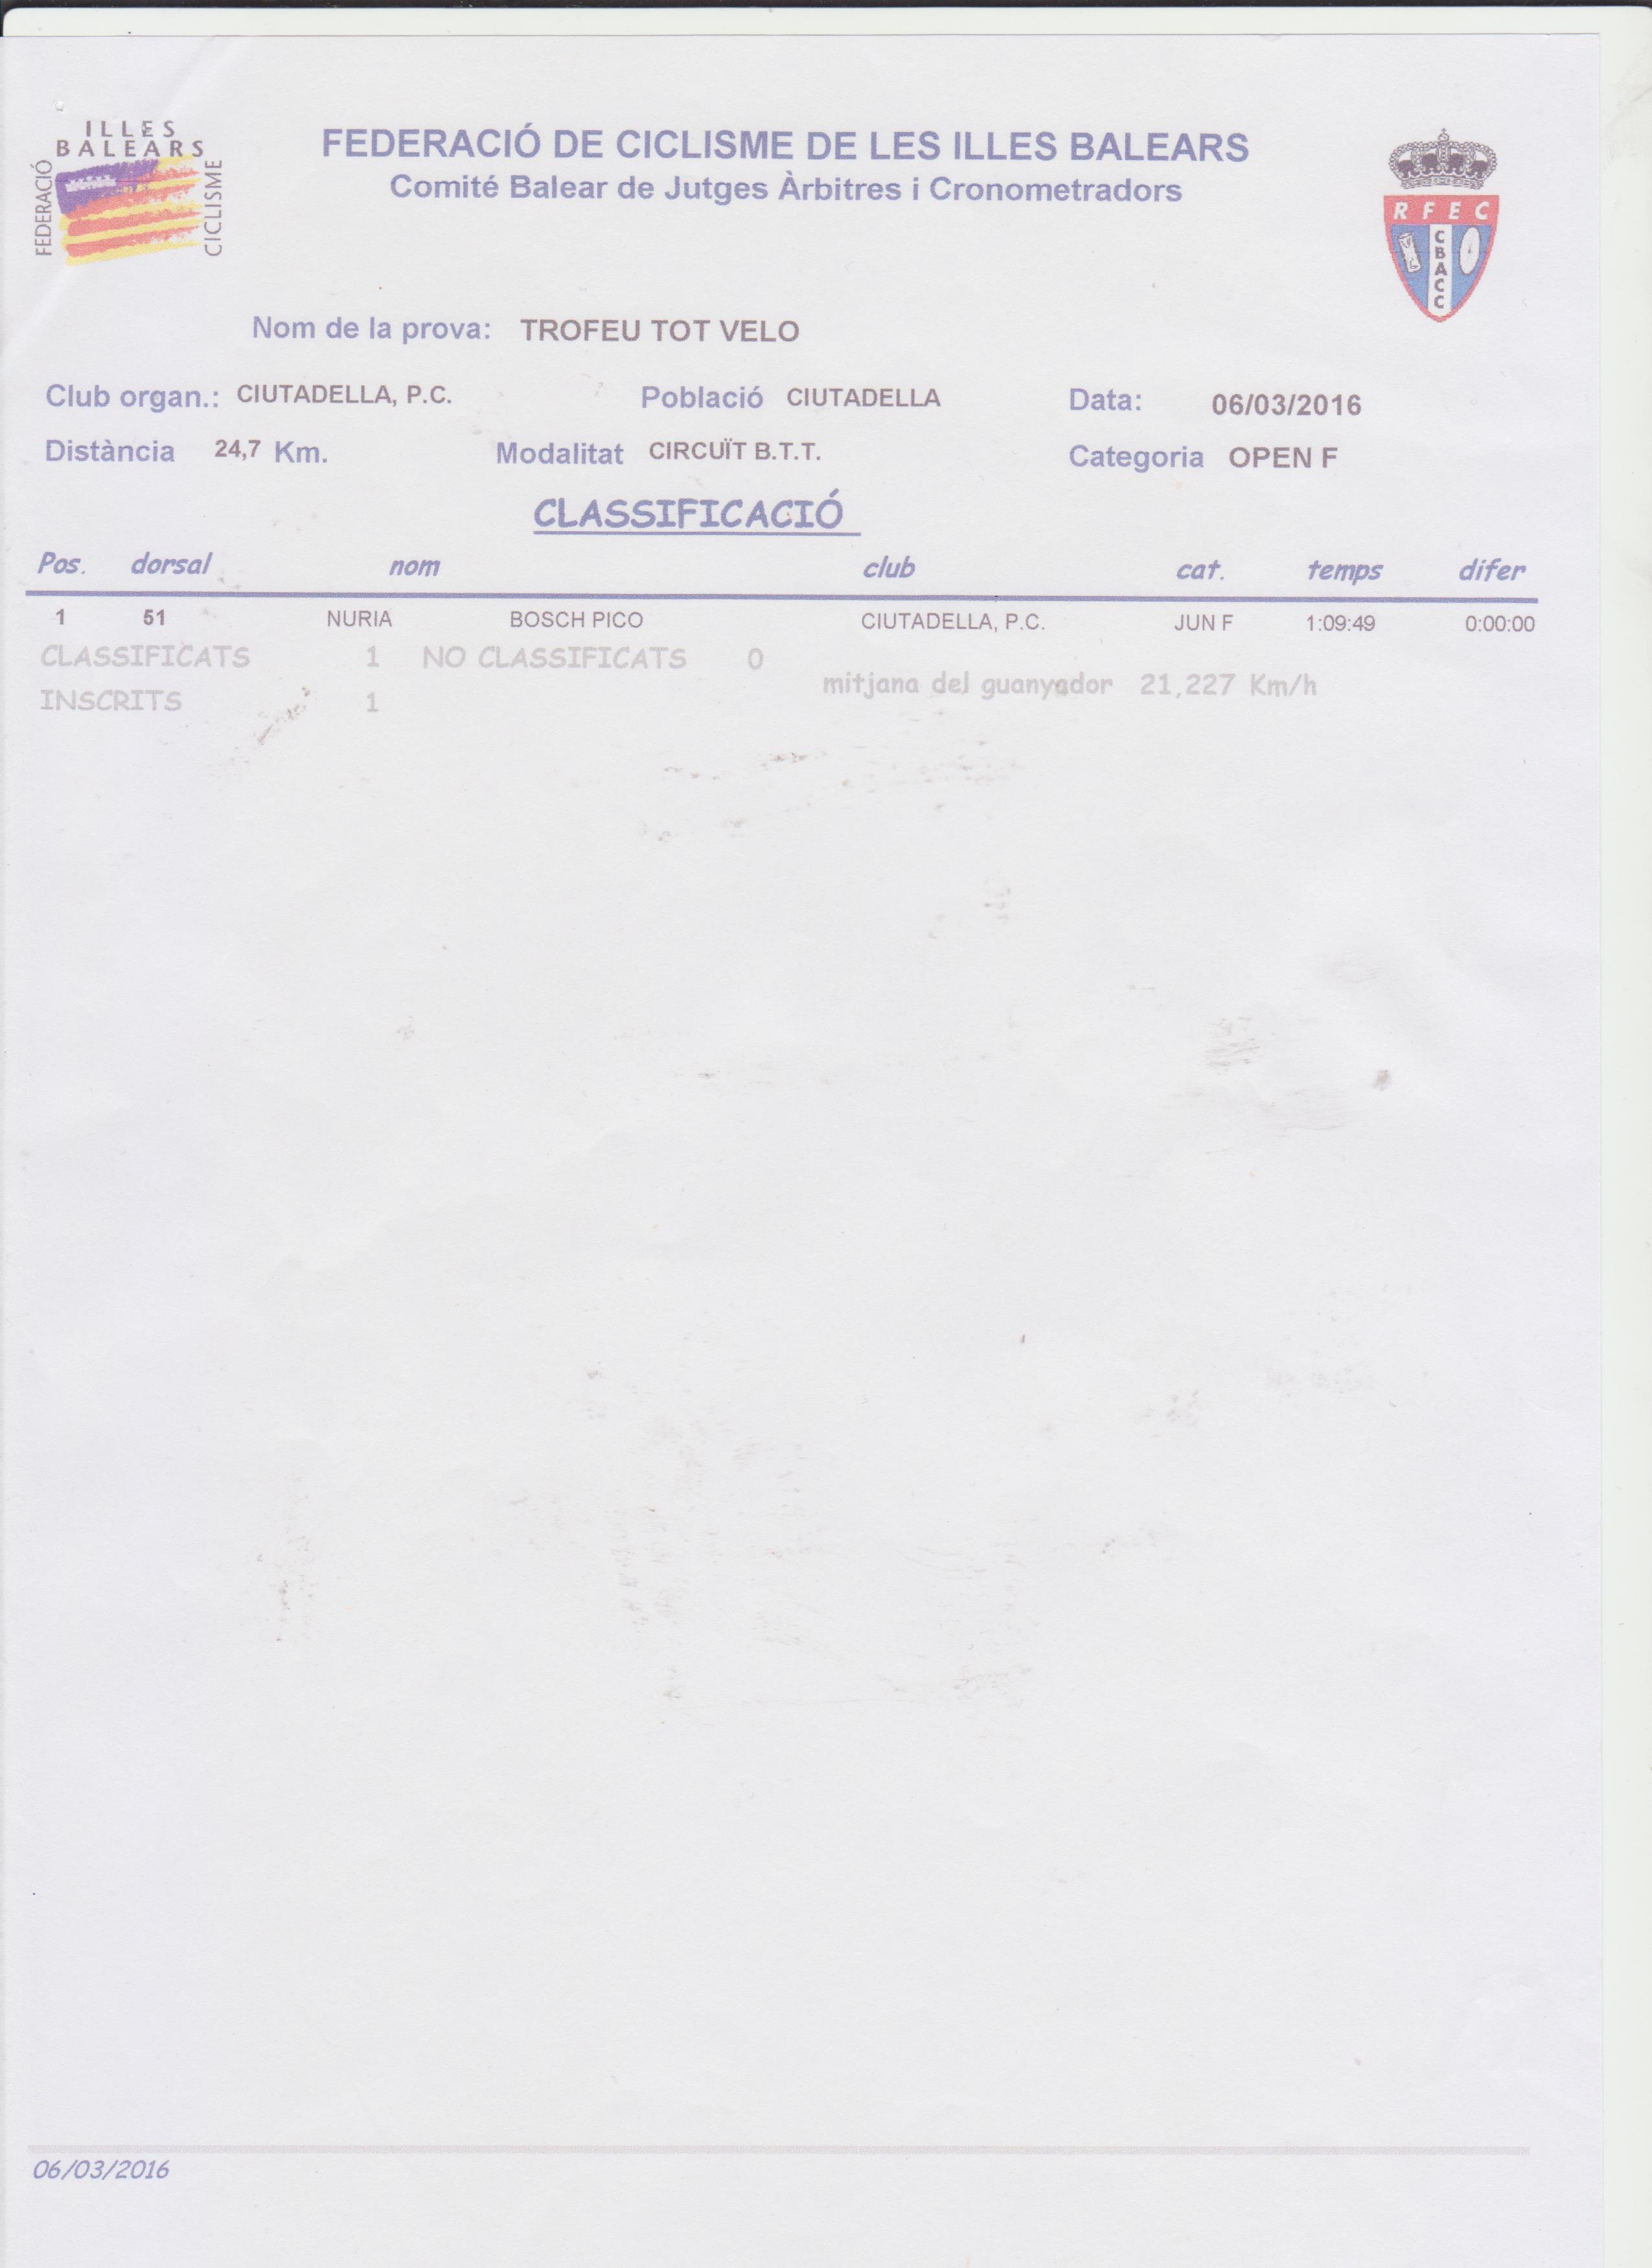 ILLES
BALEARS
FEDERACIÓ
CICLISME
FEDERACIÓ DE CICLISME DE LES ILLES BALEARS
Comité Balear de Jutges Àrbitres i Cronometradors
RFEC
CBACC
Nom de la prova: TROFEU TOT VELO
Club organ.: CIUTADELLA, P.C. Població CIUTADELLA Data: 06/03/2016
Distància 24,7 Km. Modalitat CIRCUÏT B.T.T. Categoria OPEN F
CLASSIFICACIÓ
Pos. dorsal nom club cat. temps difer
1 51 NURIA BOSCH PICO CIUTADELLA, P.C. JUN F 1:09:49 0:00:00
CLASSIFICATS 1 NO CLASSIFICATS 0
mitjana del guanyador 21,227 Km/h
INSCRITS 1
06/03/2016